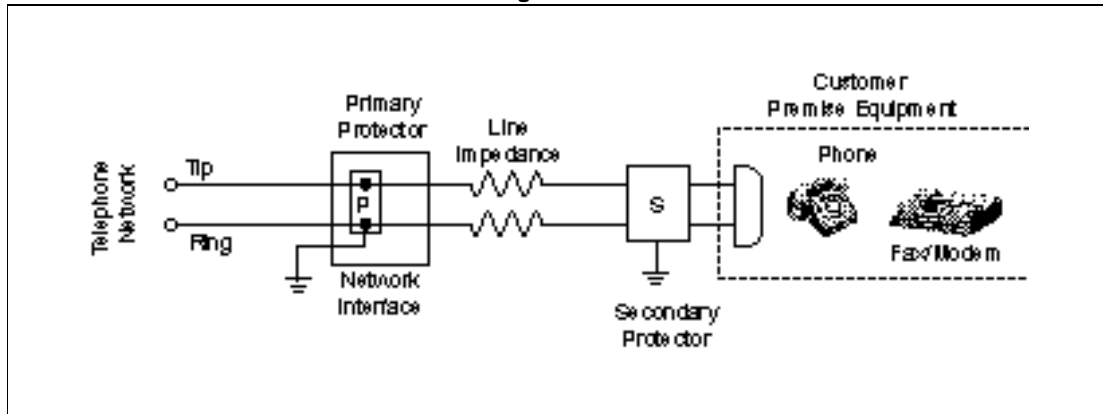 Telephone
Network
Tip
Ring
Primary
Protector
P
Network
Interface
Line
Impedance
S
Secondary
Protector
Customer
Premise Equipment
Phone
Fax/Modem